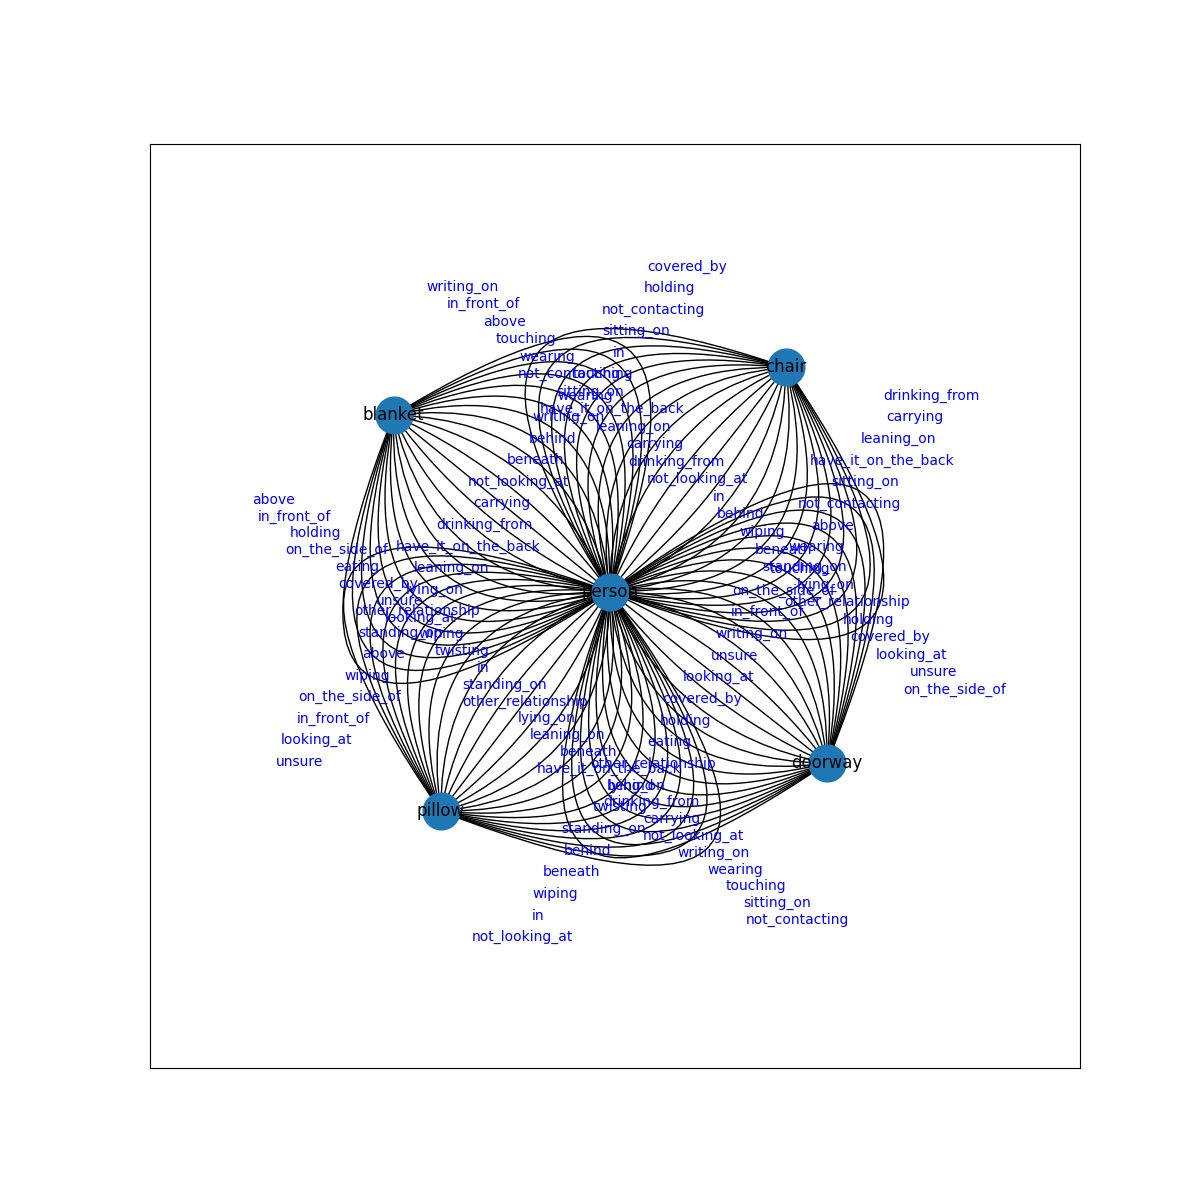 covered_by
writing_on
holding
in_front_of
not_contacting
above
sitting_on
touching
in
wearing
chair
not_contacting
touching
sitting_on
wearing
drinking_from
have_it_on_the_back
blanket
writing_on
carrying
leaning_on
behind
leaning_on
carrying
beneath
drinking_from
have_it_on_the_back
not_looking_at
not_looking_at
sitting_on
in
above
carrying
not_contacting
behind
in_front_of
drinking_from
above
holding
wiping
have_it_on_the_back
wearing
on_the_side_of
beneath
eating
leaning_on
standing_on
touching
covered_by
lying_on
lying_on
person
on_the_side_of
unsure
other_relationship
other_relationship
in_front_of
looking_at
holding
standing_on
wiping
writing_on
covered_by
above
twisting
unsure
looking_at
in
wiping
looking_at
unsure
standing_on
on_the_side_of
on_the_side_of
other_relationship
covered_by
in_front_of
lying_on
holding
looking_at
leaning_on
eating
unsure
beneath
other_relationship
doorway
have_it_on_the_back
behind
lying_on
pillow
twisting
drinking_from
carrying
standing_on
not_looking_at
behind
writing_on
beneath
wearing
touching
wiping
sitting_on
in
not_contacting
not_looking_at